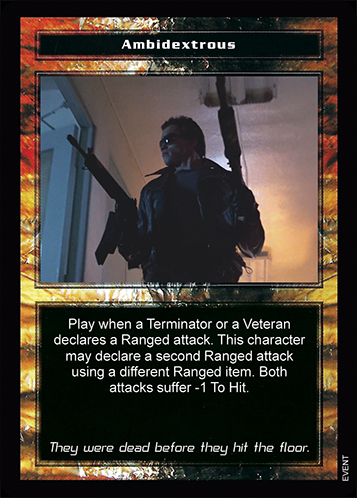 Ambidextrous
Play when a Terminator or a Veteran
declares a Ranged attack. This character
may declare a second Ranged attack
using a different Ranged item. Both
attacks suffer -1 To Hit.
They were dead before they hit the floor.
EVENT